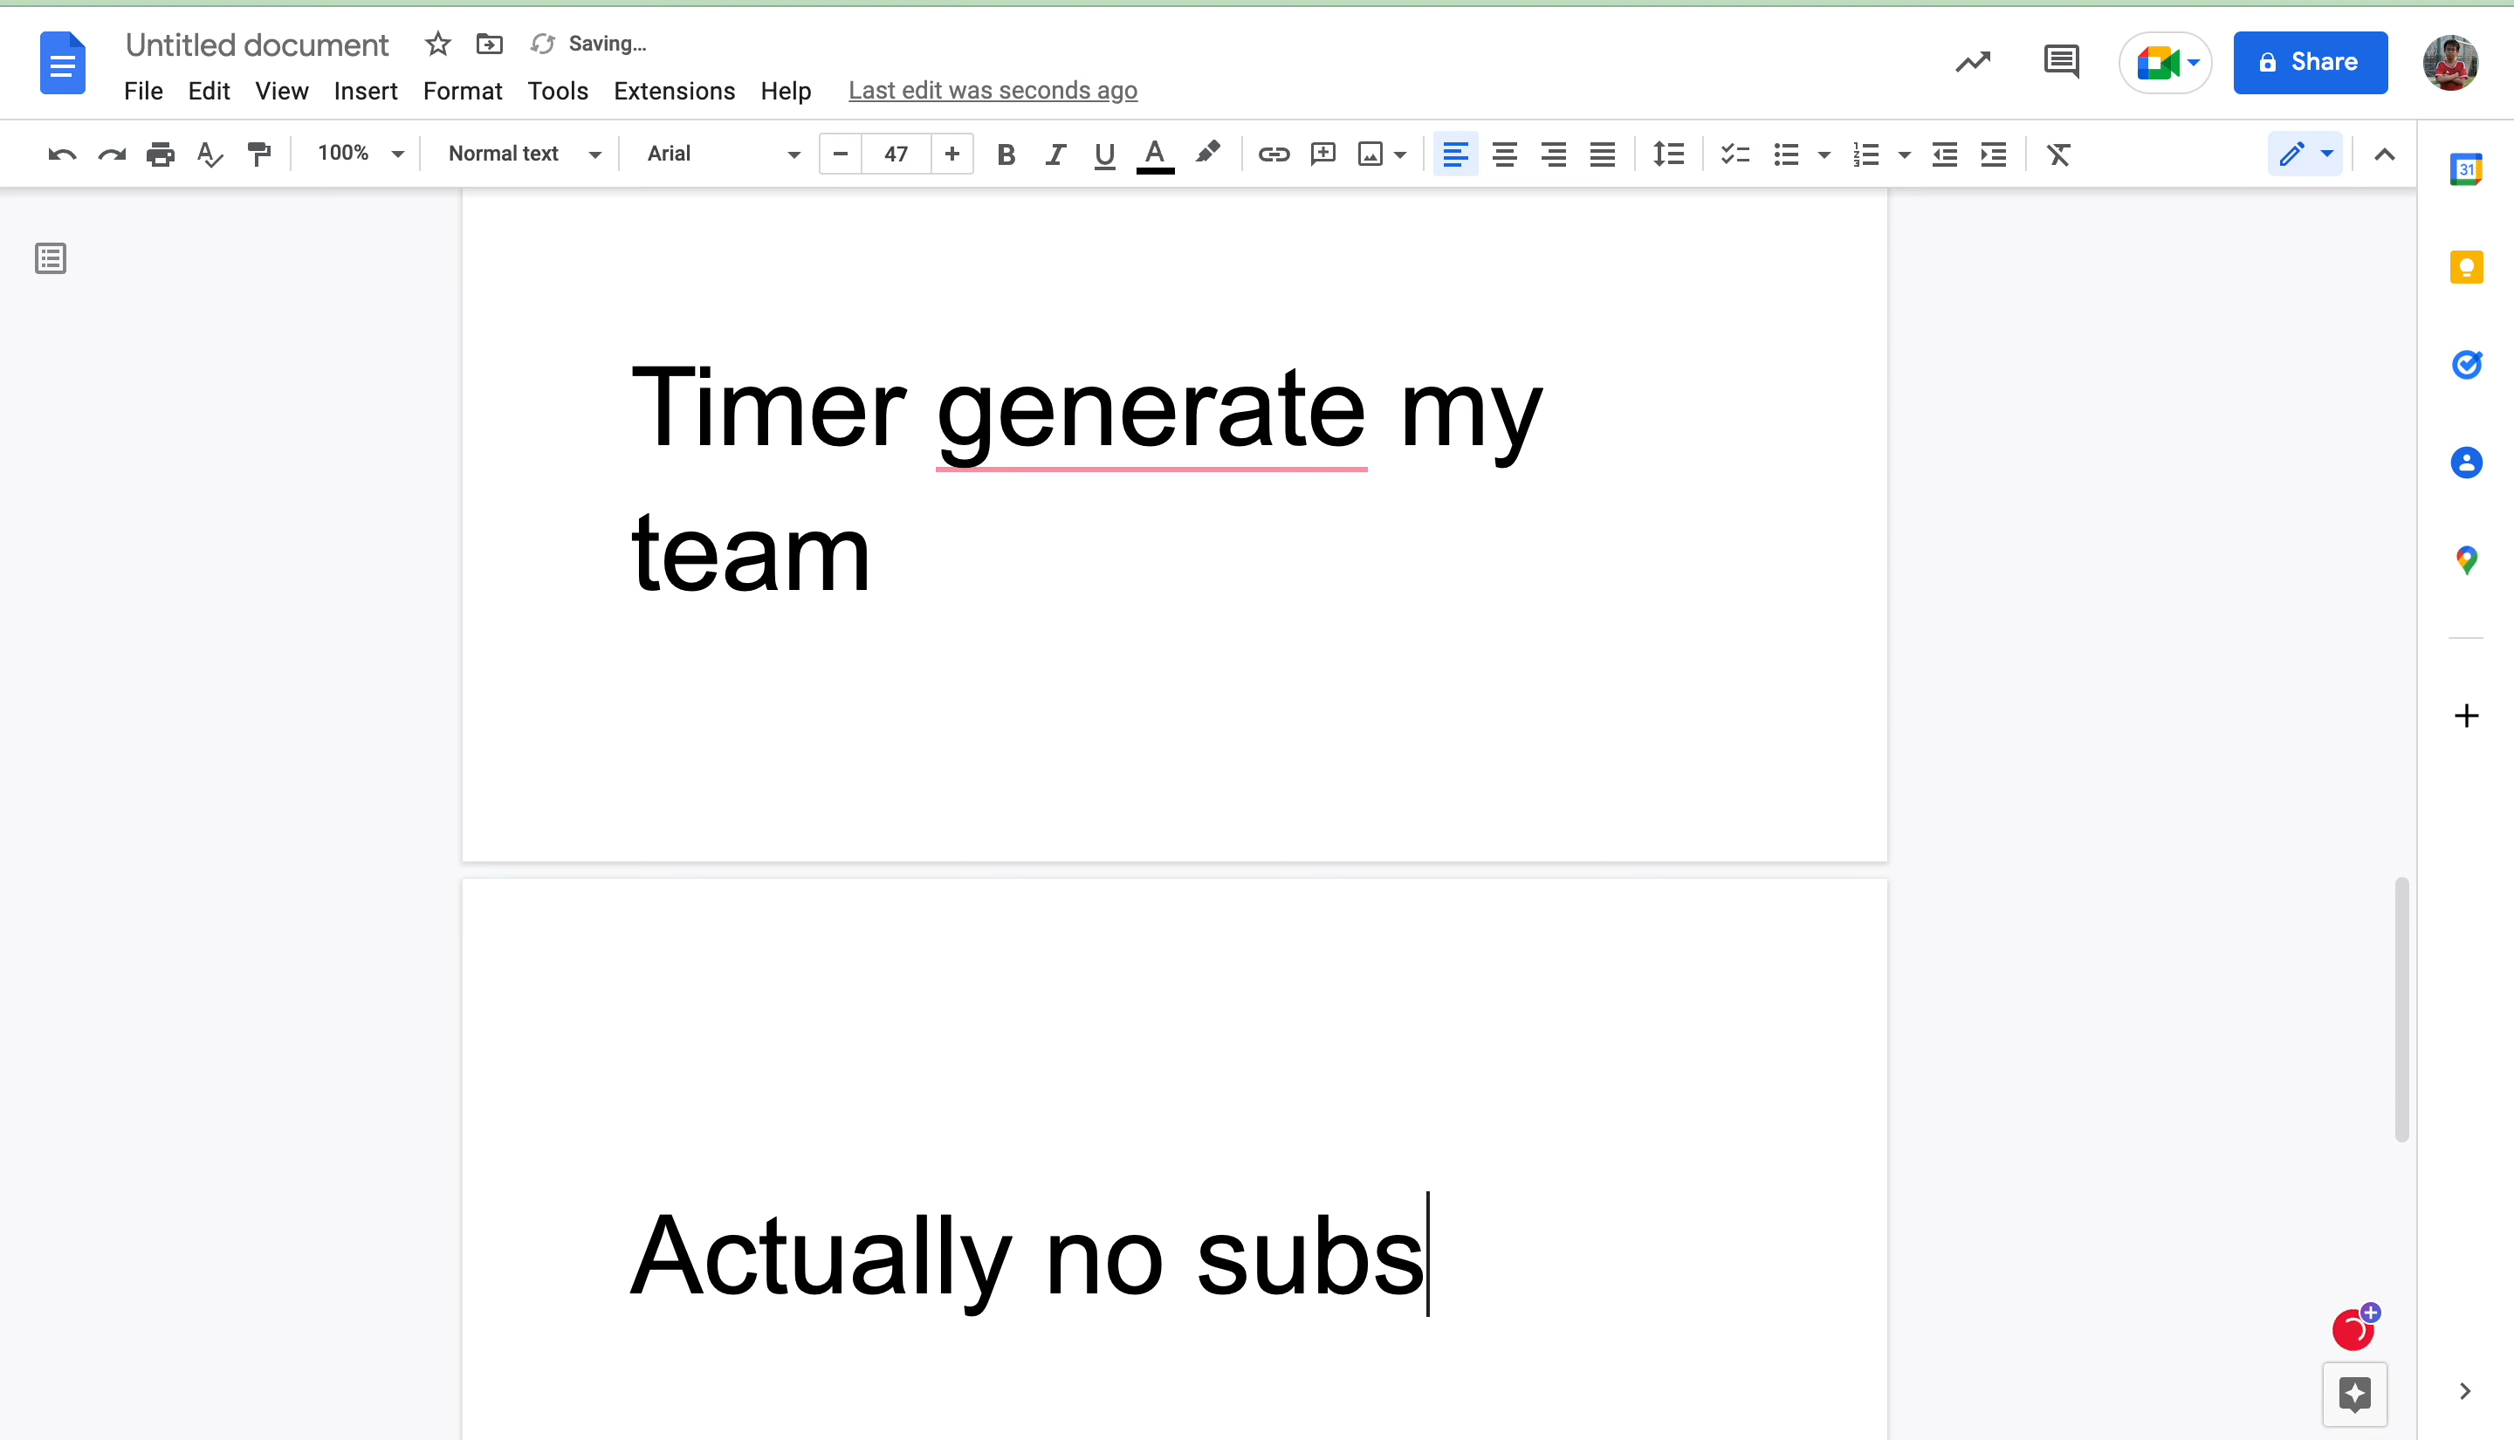 Untitled document Saving...
File Edit View Insert Format Tools Extensions Help Last edit was seconds ago
Share
100% Normal text Arial 47
31
Timer generate my
team
Actually no subs